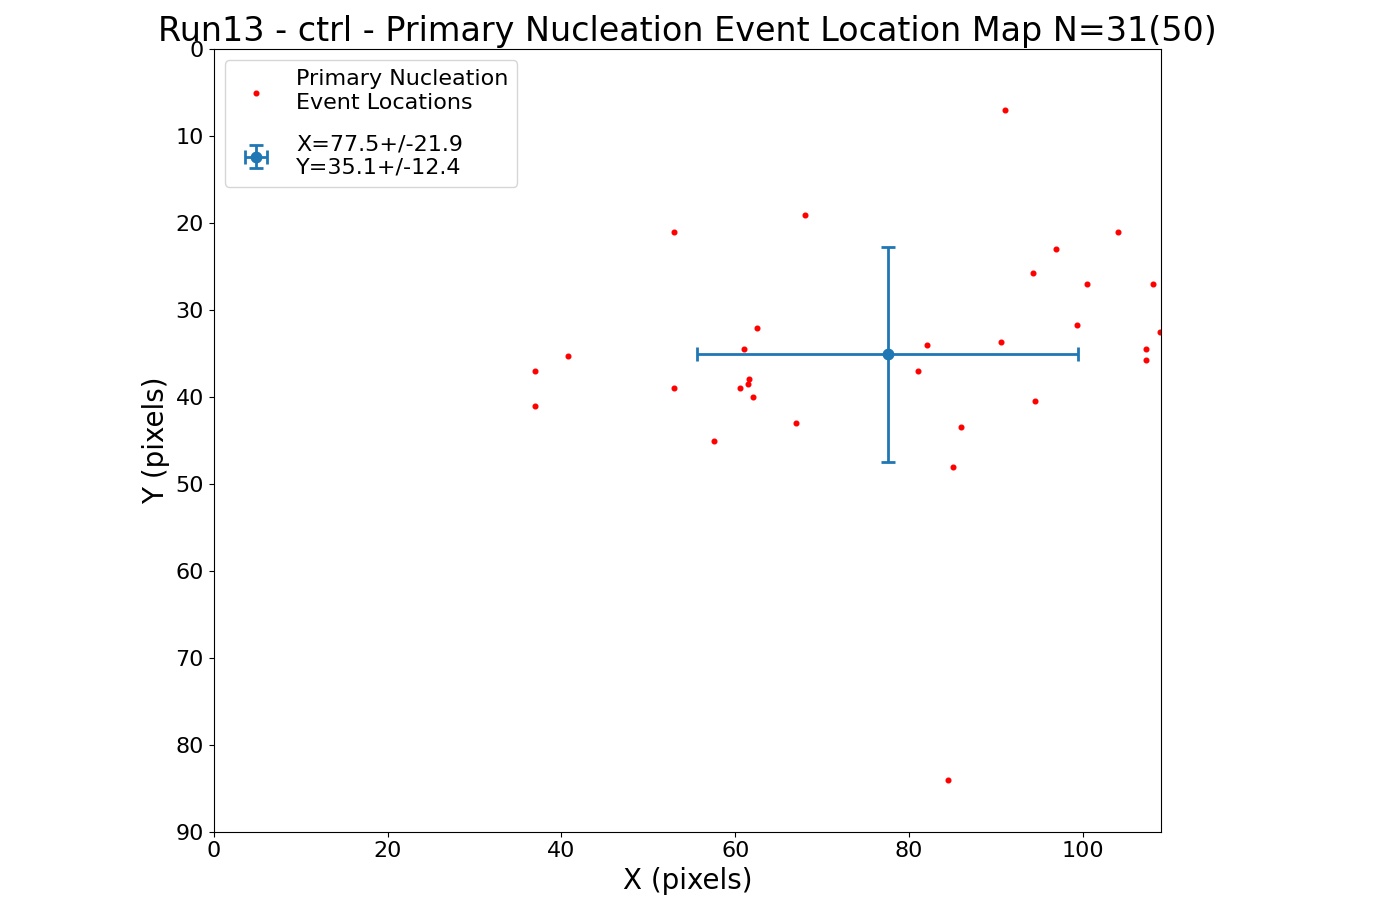 Run13 - ctrl - Primary Nucleation Event Location Map N=31(50)
Primary Nucleation
Event Locations
X=77.5+/-21.9
Y=35.1+/-12.4
0
10
20
30
40
50
60
70
80
90
Y (pixels)
0
20
40
60
80
100
X (pixels)